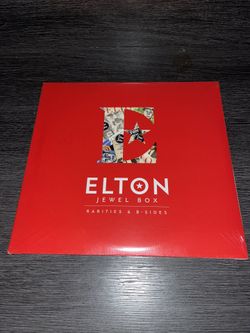 E
ELTON
JEWEL BOX
RARITIES & B-SIDES